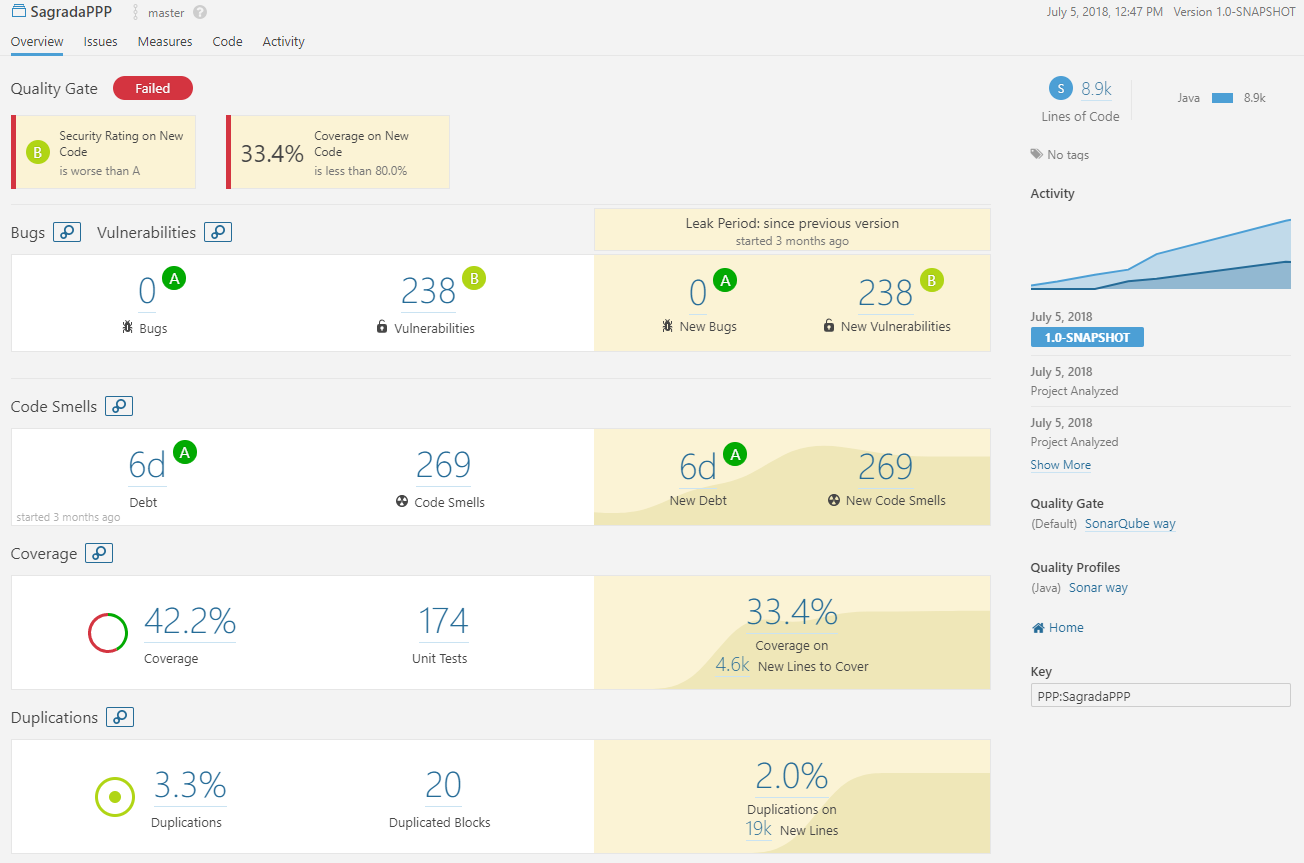 SagradaPPP master ?
July 5, 2018, 12:47 PM Version 1.0-SNAPSHOT
Overview Issues Measures Code Activity
Quality Gate Failed
B
Security Rating on New
Code
is worse than A
33.4%
Coverage on New
Code
is less than 80.0%
Bugs Vulnerabilities
Leak Period: since previous version
started 3 months ago
0 A
Bugs
238 B
Vulnerabilities
0 A
New Bugs
238 B
New Vulnerabilities
Code Smells
6d A
Debt
269
Code Smells
started 3 months ago
6d A
New Debt
269
New Code Smells
Coverage
42.2%
Coverage
174
Unit Tests
33.4%
Coverage on
4.6k New Lines to Cover
Duplications
3.3%
Duplications
20
Duplicated Blocks
2.0%
Duplications on
19k New Lines
S 8.9k
Lines of Code
Java 8.9k
No tags
Activity
July 5, 2018
1.0-SNAPSHOT
July 5, 2018
Project Analyzed
July 5, 2018
Project Analyzed
Show More
Quality Gate
(Default) SonarQube way
Quality Profiles
(Java) Sonar way
Home
Key
PPP:SagradaPPP